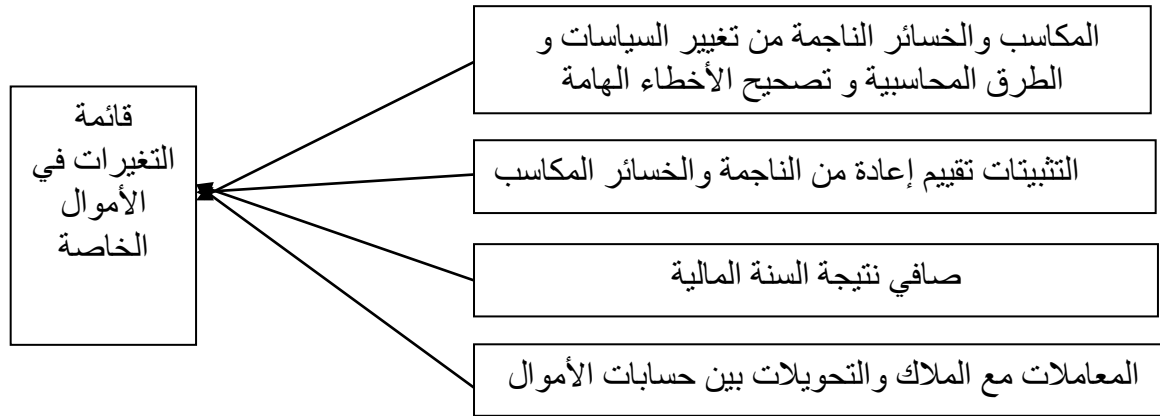 المكاسب والخسائر الناجمة من تغيير السياسات و
الطرق المحاسبية و تصحيح الأخطاء الهامة
قائمة
التغيرات في
الأموال
الخاصة
التثبيتات تقييم إعادة من الناجمة والخسائر المكاسب
صافي نتيجة السنة المالية
المعاملات مع الملاك والتحويلات بين حسابات الأموال